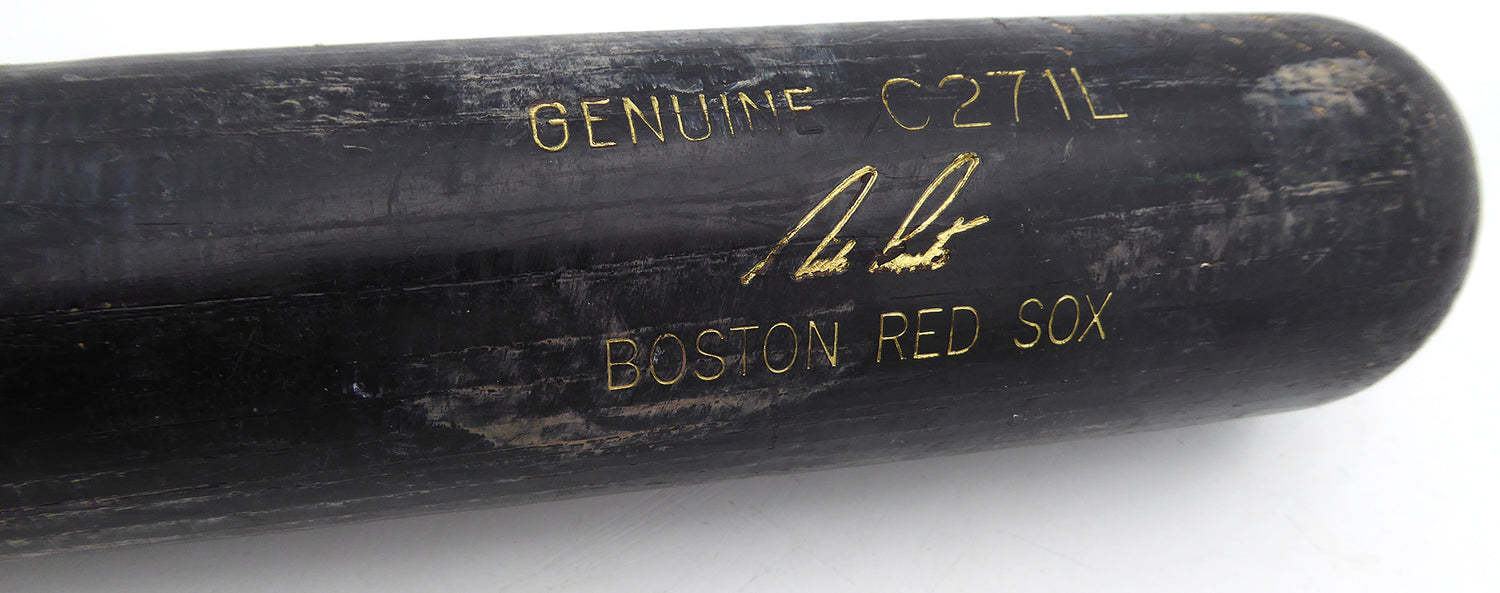 GENUINE C271L
BOSTON RED SOX